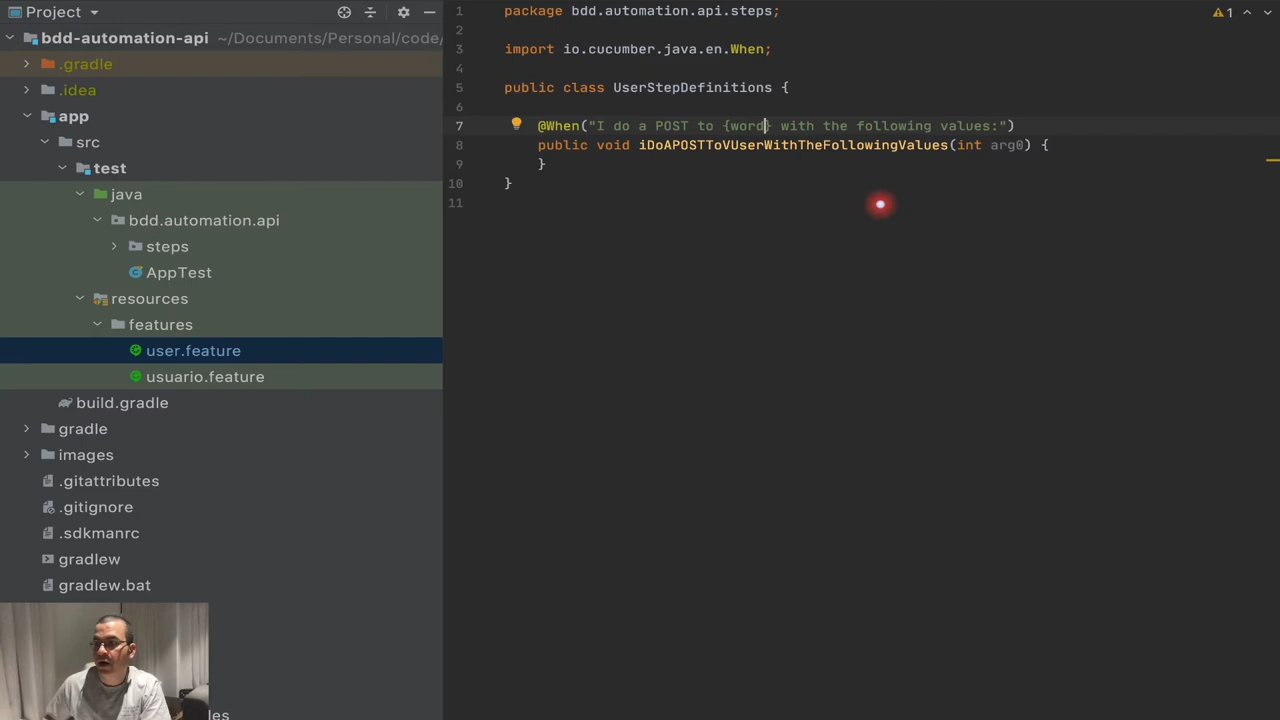 Project
bdd-automation-api ~/Documents/Personal/code/
.gradle
.idea
app
src
test
java
bdd.automation.api
steps
AppTest
resources
features
user.feature
usuario.feature
build.gradle
gradle
images
.gitattributes
.gitignore
.sdkmanrc
gradlew
gradlew.bat
les
1 package bdd.automation.api.steps;
2
3 import io.cucumber.java.en.When;
4
5 public class UserStepDefinitions {
6
7 @When("I do a POST to {word} with the following values:")
8 public void iDoAPOSTToVUserWithTheFollowingValues(int arg0) {
9 }
10 }
11
1